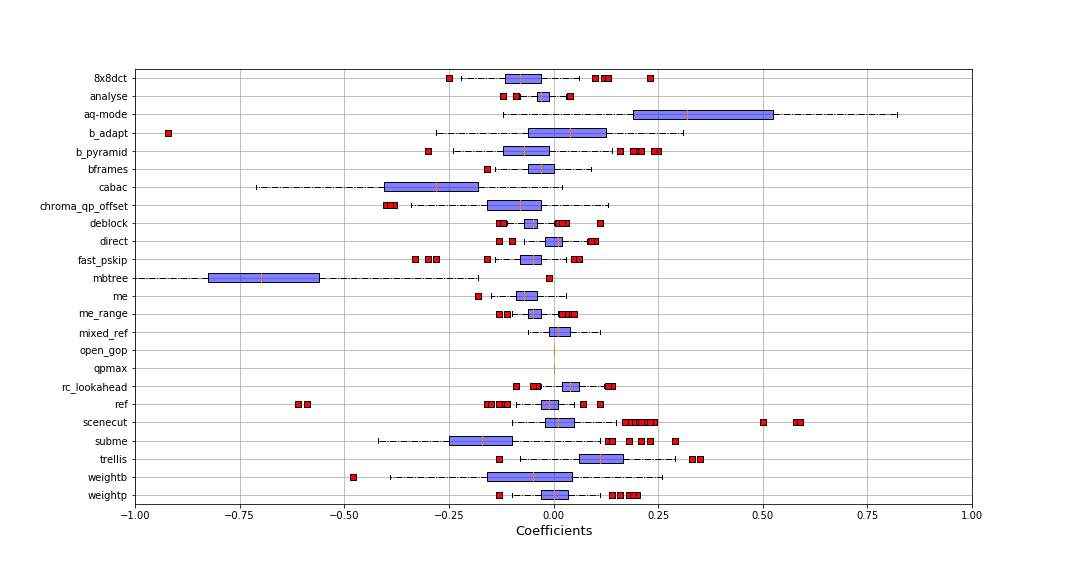 8x8dct
analyse
aq-mode
b_adapt
b_pyramid
bframes
cabac
chroma_qp_offset
deblock
direct
fast_pskip
mbtree
me
me_range
mixed_ref
open_gop
qpmax
rc_lookahead
ref
scenecut
subme
trellis
weightb
weightp
−1.00 −0.75 −0.50 −0.25 0.00 0.25 0.50 0.75 1.00
Coefficients